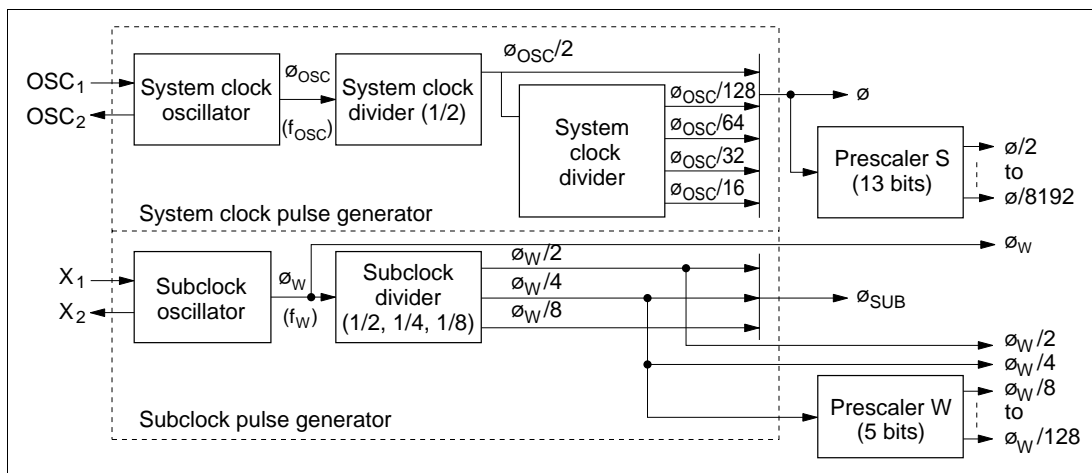 OSC1
OSC2
System clock
oscillator
øOSC
(fOSC)
System clock
divider (1/2)
øOSC/2
System
clock
divider
øOSC/128
øOSC/64
øOSC/32
øOSC/16
ø
Prescaler S
(13 bits)
ø/2
to
ø/8192
System clock pulse generator
X1
X2
Subclock
oscillator
øW
(fW)
Subclock
divider
(1/2, 1/4, 1/8)
øW/2
øW/4
øW/8
øW
øSUB
øW/2
øW/4
Prescaler W
(5 bits)
øW/8
to
øW/128
Subclock pulse generator